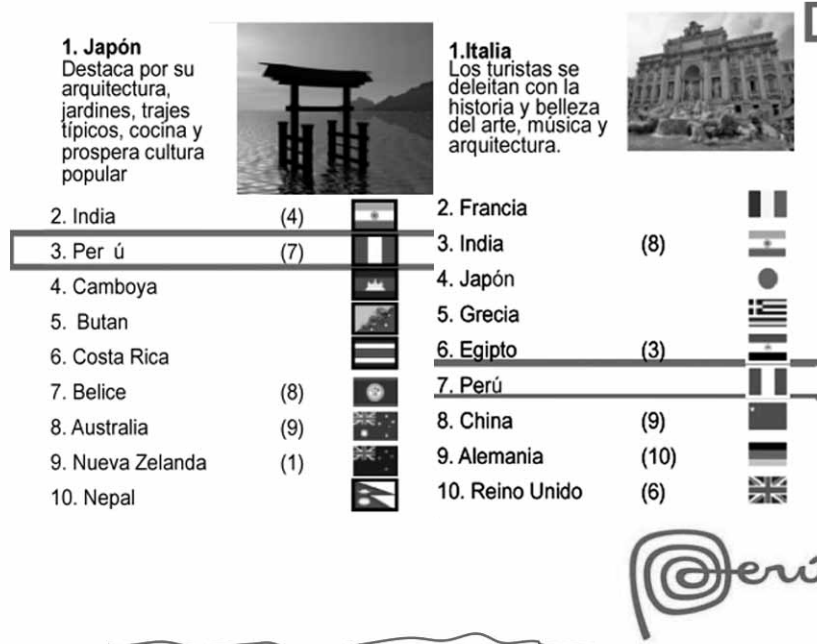 1. Japón
Destaca por su
arquitectura,
jardines, trajes
típicos, cocina y
prospera cultura
popular
2. India (4)
3. Per ú (7)
4. Camboya
5. Butan
6. Costa Rica
7. Belice (8)
8. Australia (9)
9. Nueva Zelanda (1)
10. Nepal
1.Italia
Los turistas se
deleitan con la
historia y belleza
del arte, música y
arquitectura.
2. Francia
3. India (8)
4. Japón
5. Grecia
6. Egipto (3)
7. Perú
8. China (9)
9. Alemania (10)
10. Reino Unido (6)
Perú